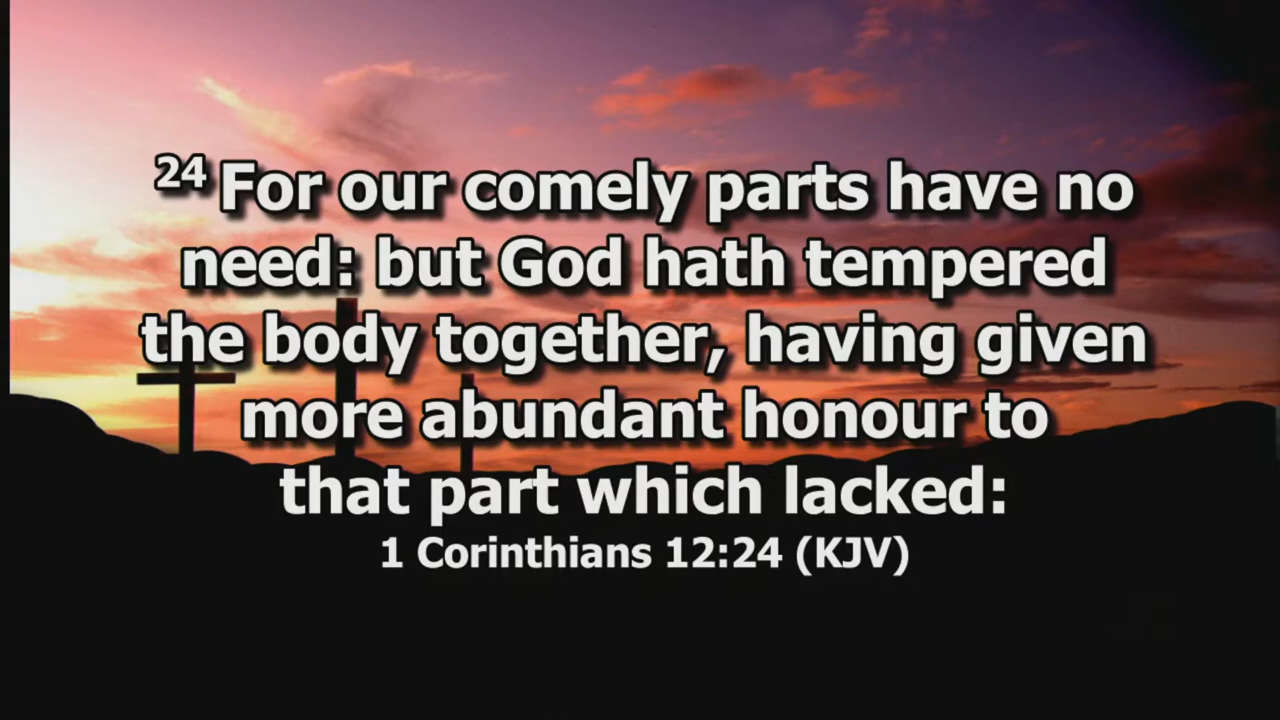 24 For our comely parts have no
need: but God hath tempered
the body together, having given
more abundant honour to
that part which lacked:
1 Corinthians 12:24 (KJV)